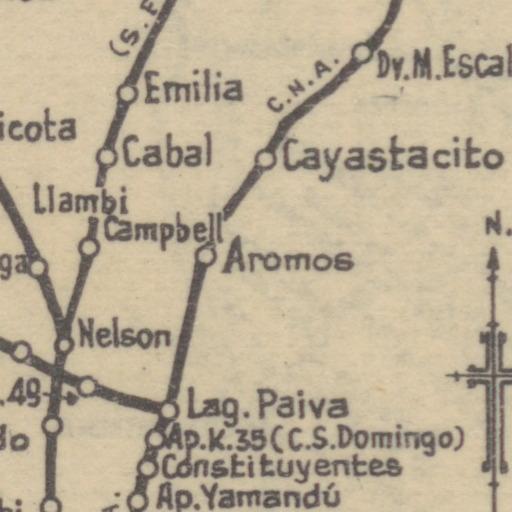 (S.F
Emilia
C.N.A.
Dv.M.Escal
icota
Cabal
Cayastacito
Llambi
Campbell
N.
ga
Aromos
Nelson
.49
Lag. Paiva
do
Ap.K.35(C.S.Domingo)
Constituyentes
Ap.Yamandú